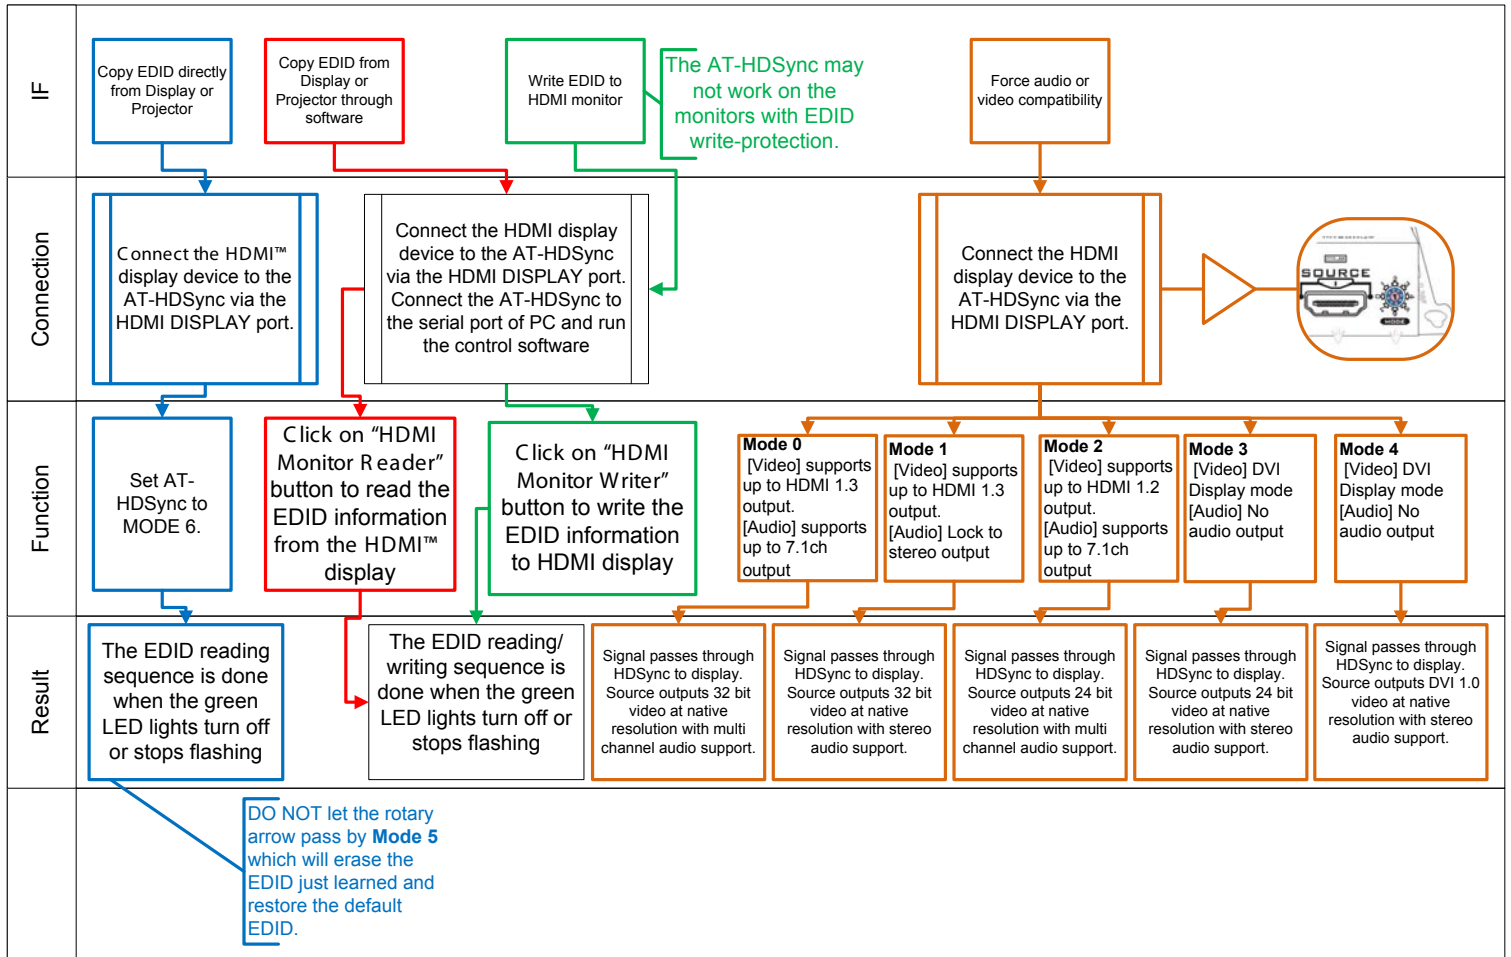 IF
Copy EDID directly
from Display or
Projector
Copy EDID from
Display or
Projector through
software
Write EDID to
HDMI monitor
The AT-HDSync may
not work on the
monitors with EDID
write-protection.
Force audio or
video compatibility
Connection
Connect the HDMI™
display device to the
AT-HDSync via the
HDMI DISPLAY port.
Connect the HDMI display
device to the AT-HDSync
via the HDMI DISPLAY port.
Connect the AT-HDSync to
the serial port of PC and run
the control software
Connect the HDMI
display device to the
AT-HDSync via the
HDMI DISPLAY port.
SOURCE
MODE
Function
Set AT-
HDSync to
MODE 6.
Click on “HDMI
Monitor Reader”
button to read the
EDID information
from the HDMI™
display
Click on “HDMI
Monitor Writer”
button to write the
EDID information
to HDMI display
Mode 0
[Video] supports
up to HDMI 1.3
output.
[Audio] supports
up to 7.1ch
output
Mode 1
[Video] supports
up to HDMI 1.3
output.
[Audio] Lock to
stereo output
Mode 2
[Video] supports
up to HDMI 1.2
output.
[Audio] supports
up to 7.1ch
output
Mode 3
[Video] DVI
Display mode
[Audio] No
audio output
Mode 4
[Video] DVI
Display mode
[Audio] No
audio output
Result
The EDID reading
sequence is done
when the green
LED lights turn off
or stops flashing
The EDID reading/
writing sequence is
done when the green
LED lights turn off or
stops flashing
Signal passes through
HDSync to display.
Source outputs 32 bit
video at native
resolution with multi
channel audio support.
Signal passes through
HDSync to display.
Source outputs 32 bit
video at native
resolution with stereo
audio support.
Signal passes through
HDSync to display.
Source outputs 24 bit
video at native
resolution with multi
channel audio support.
Signal passes through
HDSync to display.
Source outputs 24 bit
video at native
resolution with stereo
audio support.
Signal passes through
HDSync to display.
Source outputs DVI 1.0
video at native
resolution with stereo
audio support.
DO NOT let the rotary
arrow pass by Mode 5
which will erase the
EDID just learned and
restore the default
EDID.